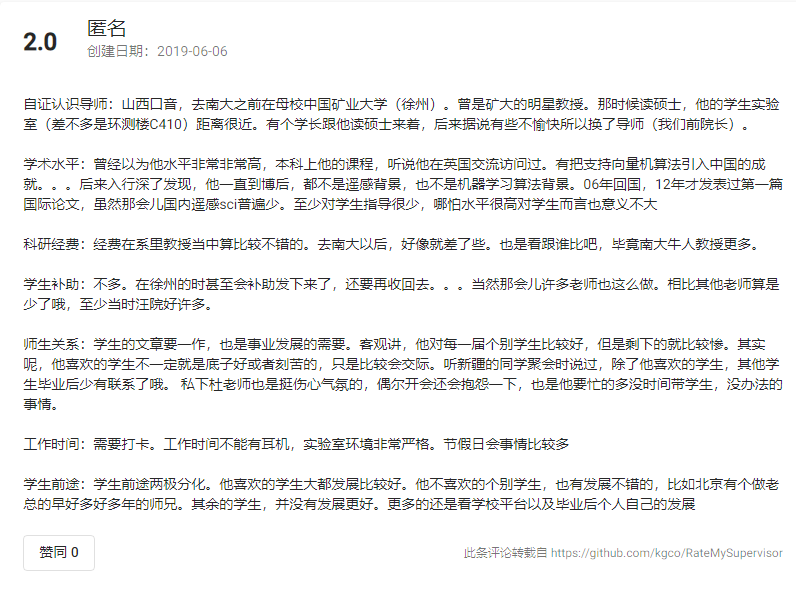 2.0
匿名
创建日期：2019-06-06
自证认识导师：山西口音，去南大之前在母校中国矿业大学（徐州）。曾是矿大的明星教授。那时候读硕士，他的学生实验
室（差不多是环测楼C410）距离很近。有个学长跟他读硕士来着，后来据说有些不愉快所以换了导师（我们前院长）。
学术水平：曾经以为他水平非常非常高，本科上他的课程，听说他在英国交流访问过。有把支持向量机算法引入中国的成
就。。。后来入行深了发现，他一直到博后，都不是遥感背景，也不是机器学习算法背景。06年回国，12年才发表过第一篇
国际论文，虽然那会儿国内遥感sci普遍少。至少对学生指导很少，哪怕水平很高对学生而言也意义不大
科研经费：经费在系里教授当中算比较不错的。去南大以后，好像就差了些。也是看跟谁比吧，毕竟南大牛人教授更多。
学生补助：不多。在徐州的时甚至会补助发下来了，还要再收回去。。。当然那会儿许多老师也这么做。相比其他老师算是
少了哦，至少当时汪院好许多。
师生关系：学生的文章要一作，也是事业发展的需要。客观讲，他对每一届个别学生比较好，但是剩下的就比较惨。其实
呢，他喜欢的学生不一定就是底子好或者刻苦的，只是比较会交际。听新疆的同学聚会时说过，除了他喜欢的学生，其他学
生毕业后少有联系了哦。 私下杜老师也是挺伤心气氛的，偶尔开会还会抱怨一下，也是他要忙的多没时间带学生，没办法的
事情。
工作时间：需要打卡。工作时间不能有耳机，实验室环境非常严格。节假日会事情比较多
学生前途：学生前途两极分化。他喜欢的学生大都发展比较好。他不喜欢的个别学生，也有发展不错的，比如北京有个做老
总的早好多好多年的师兄。其余的学生，并没有发展更好。更多的还是看学校平台以及毕业后个人自己的发展
赞同 0
此条评论转载自 https://github.com/kgco/RateMySupervisor